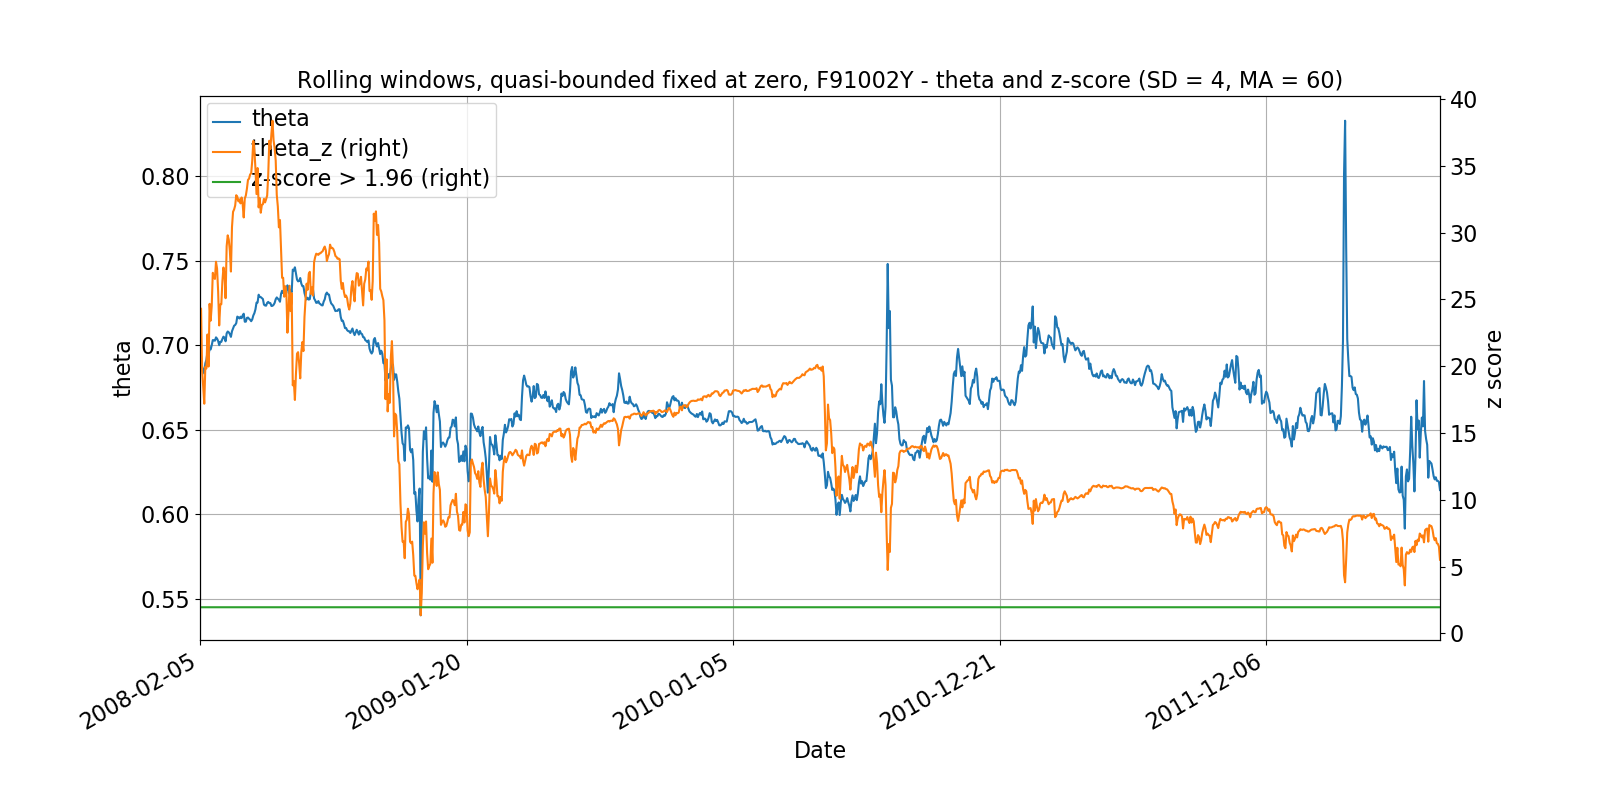 Rolling windows, quasi-bounded fixed at zero, F91002Y - theta and z-score (SD = 4, MA = 60)
theta
theta_z (right)
z-score > 1.96 (right)
0.80
0.75
0.70
0.65
0.60
0.55
theta
40
35
30
25
20
15
10
5
0
z score
2008-02-05
2009-01-20
2010-01-05
2010-12-21
2011-12-06
Date